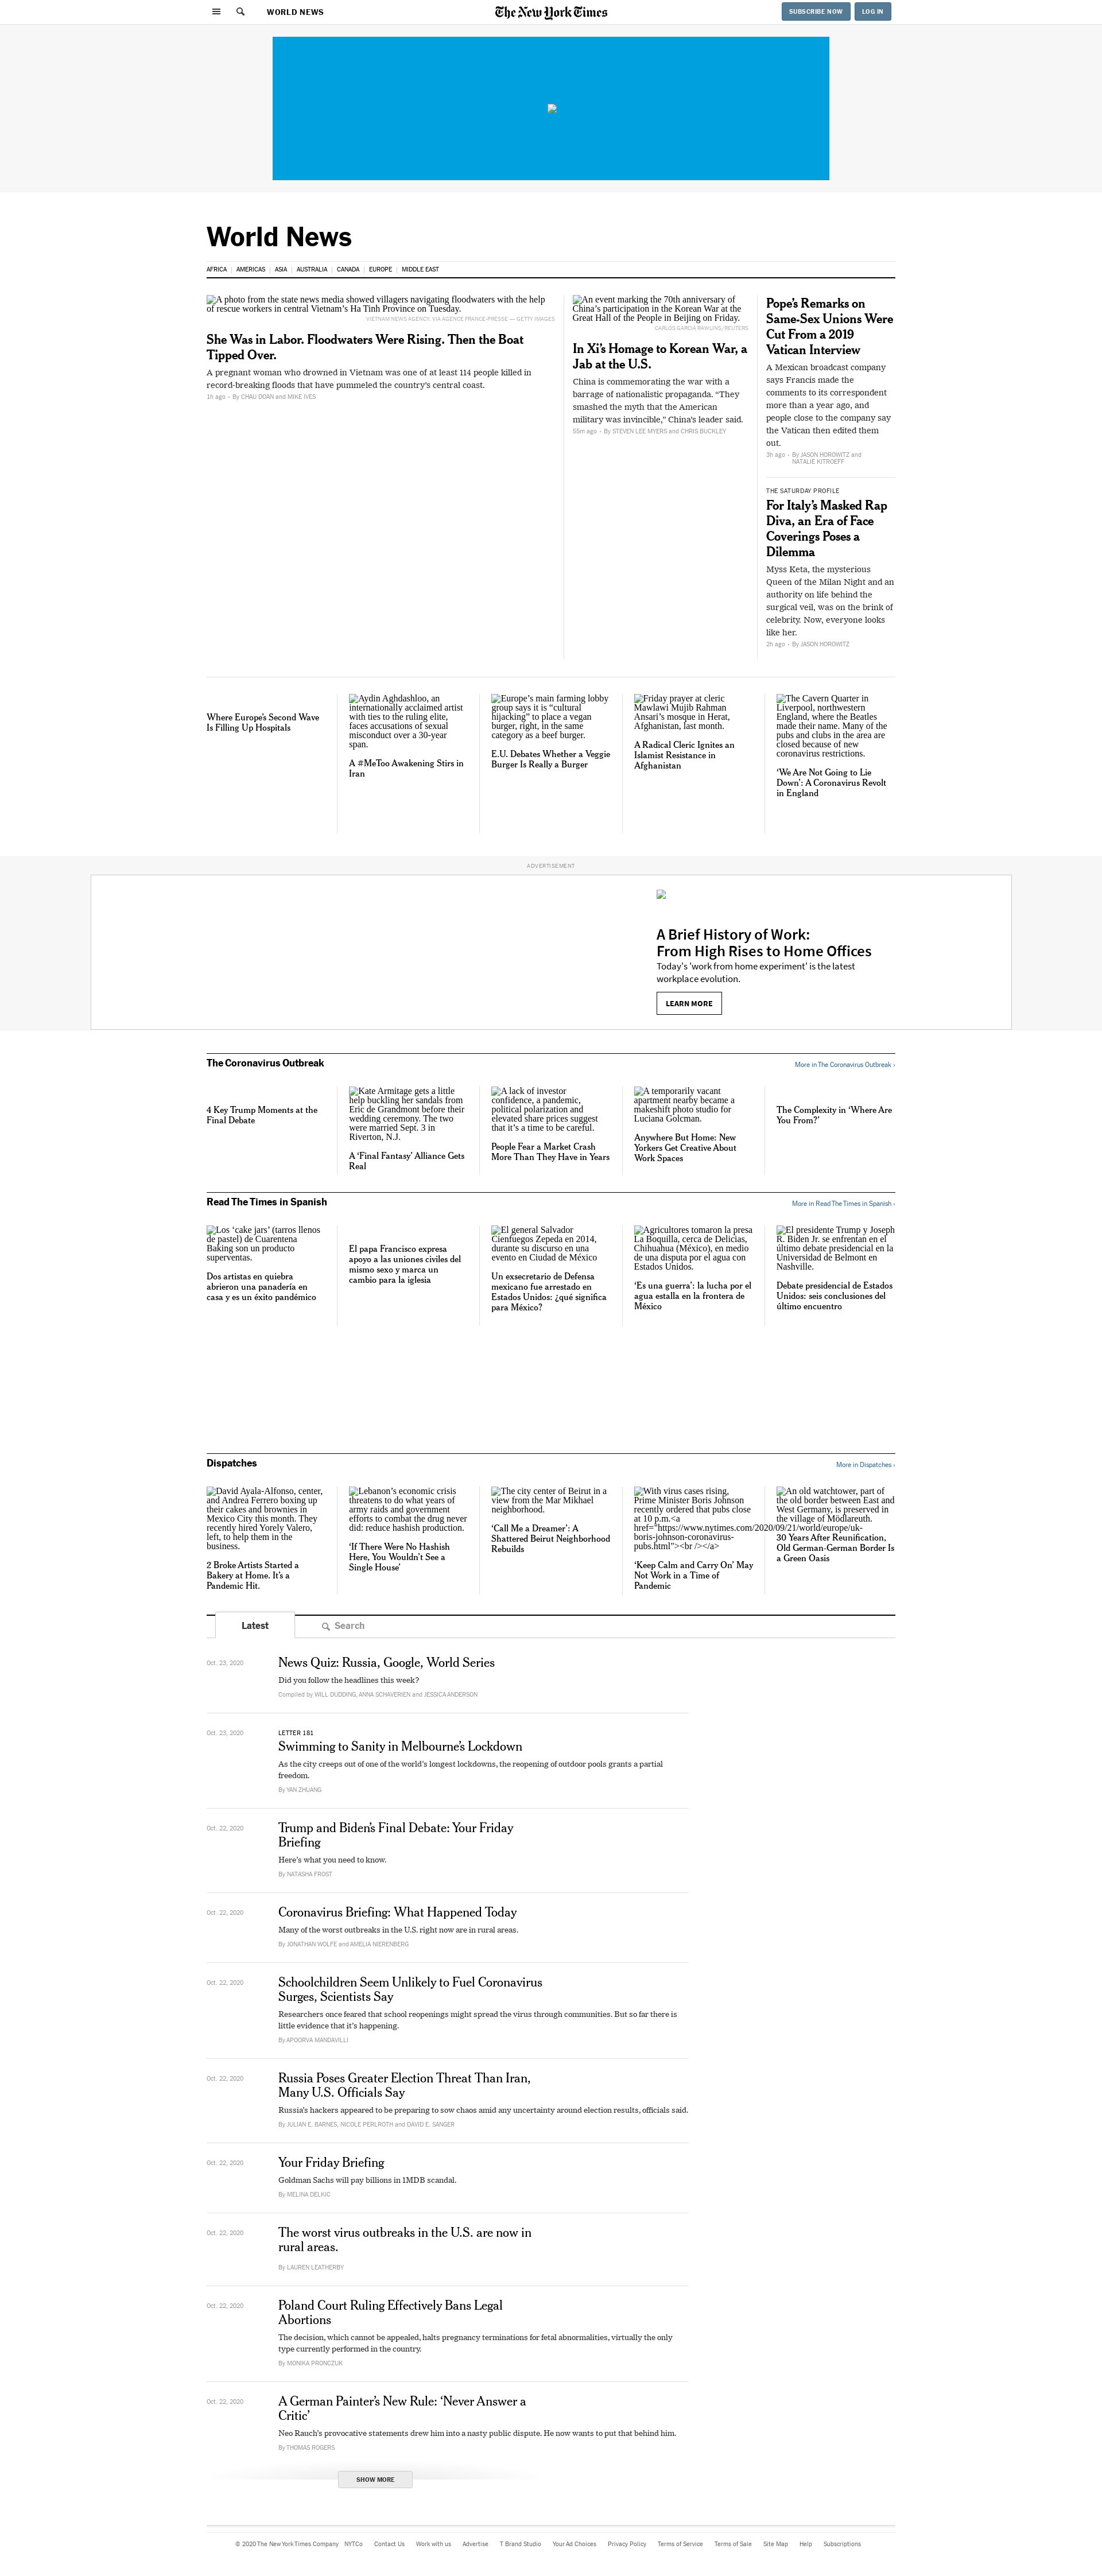 WORLD NEWS
The New York Times
SUBSCRIBE NOW
LOG IN
World News
AFRICA
AMERICAS
ASIA
AUSTRALIA
CANADA
EUROPE
MIDDLE EAST
A photo from the state news media showed villagers navigating floodwaters with the help
of rescue workers in central Vietnam’s Ha Tinh Province on Tuesday.
VIETNAM NEWS AGENCY, VIA AGENCE FRANCE-PRESSE — GETTY IMAGES
She Was in Labor. Floodwaters Were Rising. Then the Boat
Tipped Over.
A pregnant woman who drowned in Vietnam was one of at least 114 people killed in
record-breaking floods that have pummeled the country’s central coast.
1h ago · By CHAU DOAN and MIKE IVES
An event marking the 70th anniversary of
China’s participation in the Korean War at the
Great Hall of the People in Beijing on Friday.
CARLOS GARCIA RAWLINS/REUTERS
In Xi’s Homage to Korean War, a
Jab at the U.S.
China is commemorating the war with a
barrage of nationalistic propaganda. “They
smashed the myth that the American
military was invincible,” China’s leader said.
55m ago · By STEVEN LEE MYERS and CHRIS BUCKLEY
Pope’s Remarks on
Same-Sex Unions Were
Cut From a 2019
Vatican Interview
A Mexican broadcast company
says Francis made the
comments to its correspondent
more than a year ago, and
people close to the company say
the Vatican then edited them
out.
3h ago · By JASON HOROWITZ and
NATALIE KITROEFF
THE SATURDAY PROFILE
For Italy’s Masked Rap
Diva, an Era of Face
Coverings Poses a
Dilemma
Myss Keta, the mysterious
Queen of the Milan Night and an
authority on life behind the
surgical veil, was on the brink of
celebrity. Now, everyone looks
like her.
2h ago · By JASON HOROWITZ
Where Europe’s Second Wave
Is Filling Up Hospitals
Aydin Aghdashloo, an
internationally acclaimed artist
with ties to the ruling elite,
faces accusations of sexual
misconduct over a 30-year
span.
A #MeToo Awakening Stirs in
Iran
Europe’s main farming lobby
group says it is “cultural
hijacking” to place a vegan
burger, right, in the same
category as a beef burger.
E.U. Debates Whether a Veggie
Burger Is Really a Burger
Friday prayer at cleric
Mawlawi Mujib Rahman
Ansari’s mosque in Herat,
Afghanistan, last month.
A Radical Cleric Ignites an
Islamist Resistance in
Afghanistan
The Cavern Quarter in
Liverpool, northwestern
England, where the Beatles
made their name. Many of the
pubs and clubs in the area are
closed because of new
coronavirus restrictions.
‘We Are Not Going to Lie
Down’: A Coronavirus Revolt
in England
ADVERTISEMENT
A Brief History of Work:
From High Rises to Home Offices
Today’s ‘work from home experiment’ is the latest
workplace evolution.
LEARN MORE
The Coronavirus Outbreak
More in The Coronavirus Outbreak ›
4 Key Trump Moments at the
Final Debate
Kate Armitage gets a little
help buckling her sandals from
Eric de Grandmont before their
wedding ceremony. The two
were married Sept. 3 in
Riverton, N.J.
A ‘Final Fantasy’ Alliance Gets
Real
A lack of investor
confidence, a pandemic,
political polarization and
elevated share prices suggest
that it’s a time to be careful.
People Fear a Market Crash
More Than They Have in Years
A temporarily vacant
apartment nearby became a
makeshift photo studio for
Luciana Golcman.
Anywhere But Home: New
Yorkers Get Creative About
Work Spaces
The Complexity in ‘Where Are
You From?’
Read The Times in Spanish
More in Read The Times in Spanish ›
Los ‘cake jars’ (tarros llenos
de pastel) de Cuarentena
Baking son un producto
superventas.
Dos artistas en quiebra
abrieron una panadería en
casa y es un éxito pandémico
El papa Francisco expresa
apoyo a las uniones civiles del
mismo sexo y marca un
cambio para la iglesia
El general Salvador
Cienfuegos Zepeda en 2014,
durante su discurso en una
evento en Ciudad de México
Un exsecretario de Defensa
mexicano fue arrestado en
Estados Unidos: ¿qué significa
para México?
Agricultores tomaron la presa
La Boquilla, cerca de Delicias,
Chihuahua (México), en medio
de una disputa por el agua con
Estados Unidos.
‘Es una guerra’: la lucha por el
agua estalla en la frontera de
México
El presidente Trump y Joseph
R. Biden Jr. se enfrentan en el
último debate presidencial en la
Universidad de Belmont en
Nashville.
Debate presidencial de Estados
Unidos: seis conclusiones del
último encuentro
Dispatches
More in Dispatches ›
David Ayala-Alfonso, center,
and Andrea Ferrero boxing up
their cakes and brownies in
Mexico City this month. They
recently hired Yorely Valero,
left, to help them in the
business.
2 Broke Artists Started a
Bakery at Home. It’s a
Pandemic Hit.
Lebanon’s economic crisis
threatens to do what years of
army raids and government
efforts to combat the drug never
did: reduce hashish production.
‘If There Were No Hashish
Here, You Wouldn’t See a
Single House’
The city center of Beirut in a
view from the Mar Mikhael
neighborhood.
‘Call Me a Dreamer’: A
Shattered Beirut Neighborhood
Rebuilds
With virus cases rising,
Prime Minister Boris Johnson
recently ordered that pubs close
at 10 p.m.<a
href="https://www.nytimes.com/2020/09/21/world/europe/uk-
boris-johnson-coronavirus-
pubs.html"><br /></a>
‘Keep Calm and Carry On’ May
Not Work in a Time of
Pandemic
An old watchtower, part of
the old border between East and
West Germany, is preserved in
the village of Mödlareuth.
30 Years After Reunification,
Old German-German Border Is
a Green Oasis
Latest
Search
Oct. 23, 2020
News Quiz: Russia, Google, World Series
Did you follow the headlines this week?
Compiled by WILL DUDDING, ANNA SCHAVERIEN and JESSICA ANDERSON
Oct. 23, 2020
LETTER 181
Swimming to Sanity in Melbourne’s Lockdown
As the city creeps out of one of the world’s longest lockdowns, the reopening of outdoor pools grants a partial
freedom.
By YAN ZHUANG
Oct. 22, 2020
Trump and Biden’s Final Debate: Your Friday
Briefing
Here’s what you need to know.
By NATASHA FROST
Oct. 22, 2020
Coronavirus Briefing: What Happened Today
Many of the worst outbreaks in the U.S. right now are in rural areas.
By JONATHAN WOLFE and AMELIA NIERENBERG
Oct. 22, 2020
Schoolchildren Seem Unlikely to Fuel Coronavirus
Surges, Scientists Say
Researchers once feared that school reopenings might spread the virus through communities. But so far there is
little evidence that it’s happening.
By APOORVA MANDAVILLI
Oct. 22, 2020
Russia Poses Greater Election Threat Than Iran,
Many U.S. Officials Say
Russia’s hackers appeared to be preparing to sow chaos amid any uncertainty around election results, officials said.
By JULIAN E. BARNES, NICOLE PERLROTH and DAVID E. SANGER
Oct. 22, 2020
Your Friday Briefing
Goldman Sachs will pay billions in 1MDB scandal.
By MELINA DELKIC
Oct. 22, 2020
The worst virus outbreaks in the U.S. are now in
rural areas.
By LAUREN LEATHERBY
Oct. 22, 2020
Poland Court Ruling Effectively Bans Legal
Abortions
The decision, which cannot be appealed, halts pregnancy terminations for fetal abnormalities, virtually the only
type currently performed in the country.
By MONIKA PRONCZUK
Oct. 22, 2020
A German Painter’s New Rule: ‘Never Answer a
Critic’
Neo Rauch’s provocative statements drew him into a nasty public dispute. He now wants to put that behind him.
By THOMAS ROGERS
SHOW MORE
© 2020 The New York Times Company
NYTCo
Contact Us
Work with us
Advertise
T Brand Studio
Your Ad Choices
Privacy Policy
Terms of Service
Terms of Sale
Site Map
Help
Subscriptions